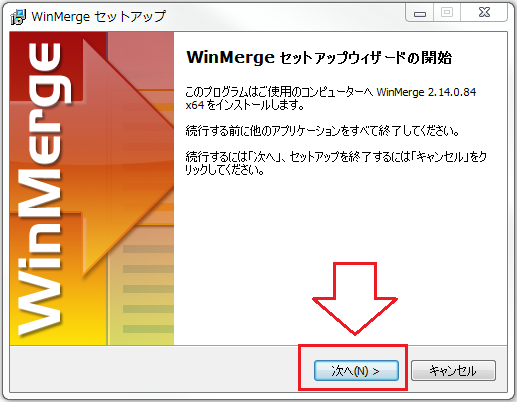 WinMerge セットアップ
WinMerge
WinMerge セットアップウィザードの開始
このプログラムはご使用のコンピューターへ WinMerge 2.14.0.84
x64 をインストールします。
続行する前に他のアプリケーションをすべて終了してください。
続行するには「次へ」、セットアップを終了するには「キャンセル」をク
リックしてください。
次へ(N) >
キャンセル